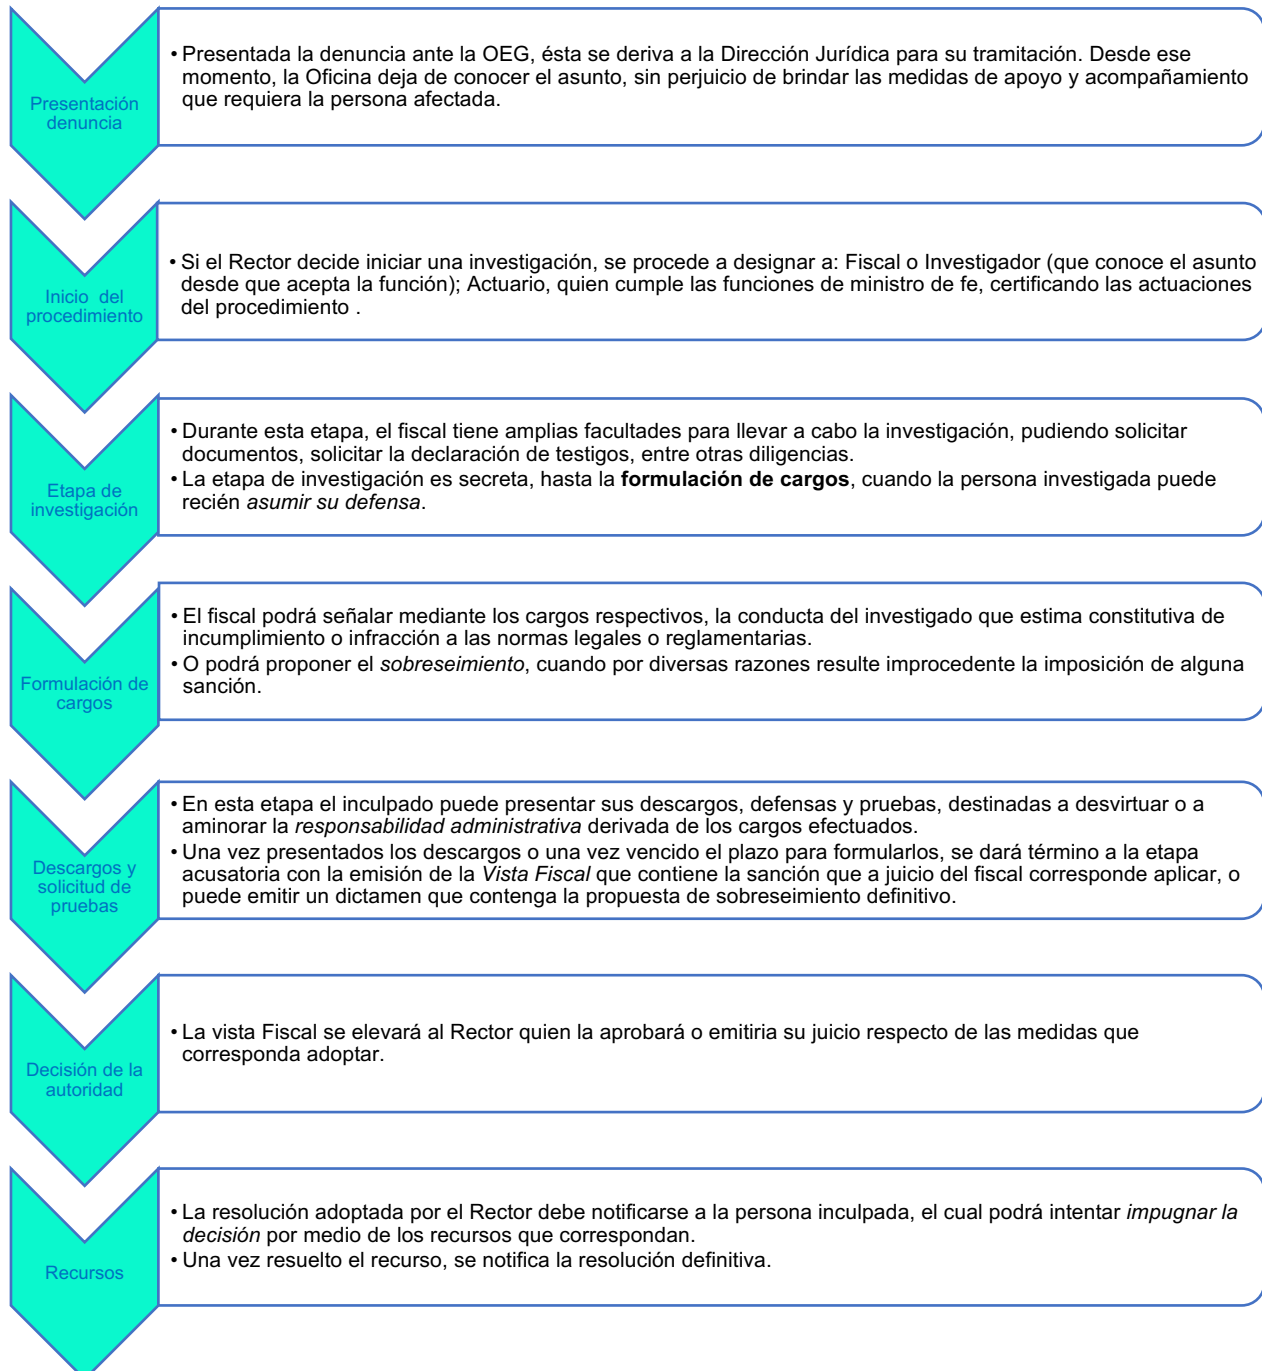 Presentación
denuncia
• Presentada la denuncia ante la OEG, ésta se deriva a la Dirección Jurídica para su tramitación. Desde ese
momento, la Oficina deja de conocer el asunto, sin perjuicio de brindar las medidas de apoyo y acompañamiento
que requiera la persona afectada.
Inicio del
procedimiento
• Si el Rector decide iniciar una investigación, se procede a designar a: Fiscal o Investigador (que conoce el asunto
desde que acepta la función); Actuario, quien cumple las funciones de ministro de fe, certificando las actuaciones
del procedimiento .
Etapa de
investigación
• Durante esta etapa, el fiscal tiene amplias facultades para llevar a cabo la investigación, pudiendo solicitar
documentos, solicitar la declaración de testigos, entre otras diligencias.
• La etapa de investigación es secreta, hasta la formulación de cargos, cuando la persona investigada puede
recién asumir su defensa.
Formulación de
cargos
• El fiscal podrá señalar mediante los cargos respectivos, la conducta del investigado que estima constitutiva de
incumplimiento o infracción a las normas legales o reglamentarias.
• O podrá proponer el sobreseimiento, cuando por diversas razones resulte improcedente la imposición de alguna
sanción.
Descargos y
solicitud de
pruebas
• En esta etapa el inculpado puede presentar sus descargos, defensas y pruebas, destinadas a desvirtuar o a
aminorar la responsabilidad administrativa derivada de los cargos efectuados.
• Una vez presentados los descargos o una vez vencido el plazo para formularlos, se dará término a la etapa
acusatoria con la emisión de la Vista Fiscal que contiene la sanción que a juicio del fiscal corresponde aplicar, o
puede emitir un dictamen que contenga la propuesta de sobreseimiento definitivo.
Decisión de la
autoridad
• La vista Fiscal se elevará al Rector quien la aprobará o emitiria su juicio respecto de las medidas que
corresponda adoptar.
Recursos
• La resolución adoptada por el Rector debe notificarse a la persona inculpada, el cual podrá intentar impugnar la
decisión por medio de los recursos que correspondan.
• Una vez resuelto el recurso, se notifica la resolución definitiva.